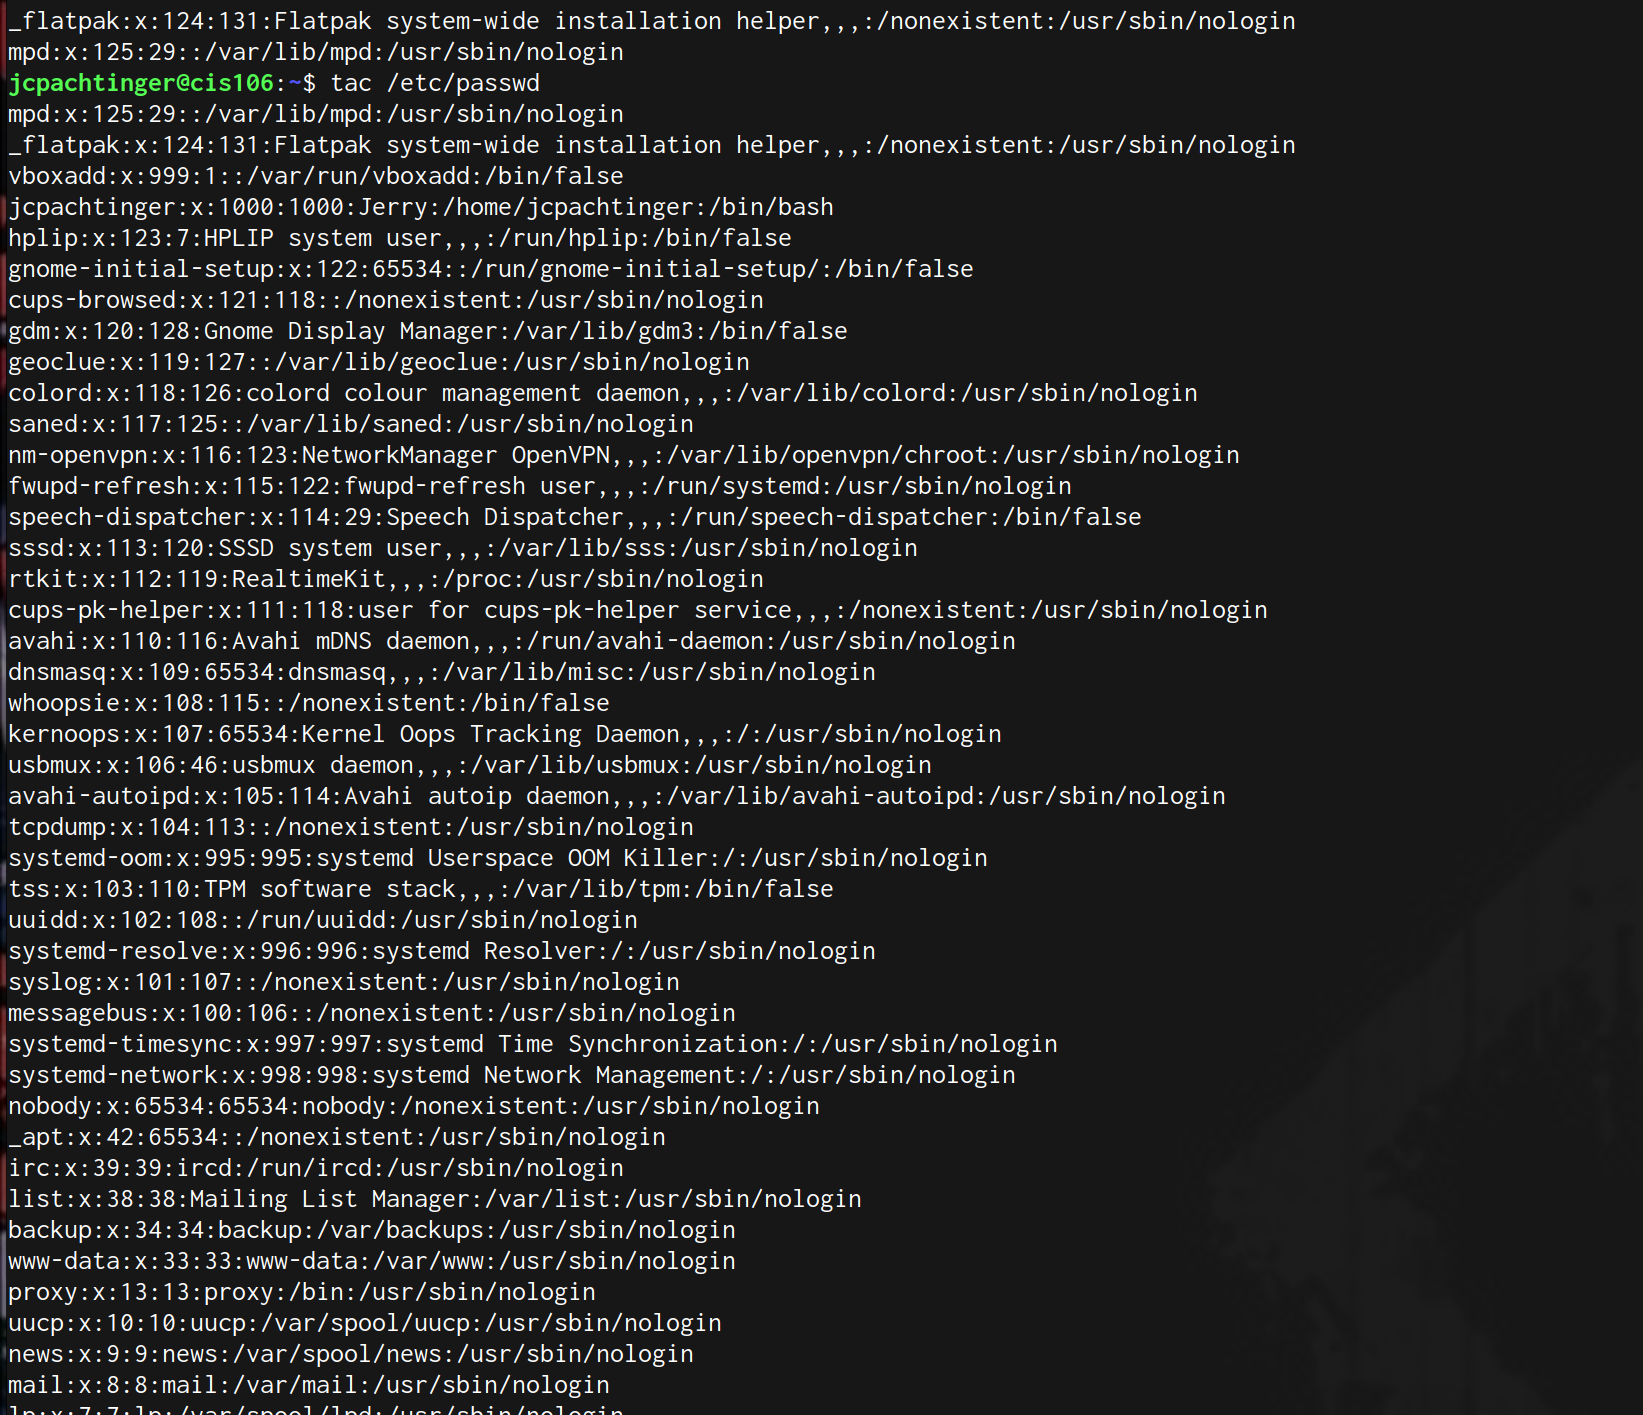 _flatpak:x:124:131:Flatpak system-wide installation helper,,,:/nonexistent:/usr/sbin/nologin
mpd:x:125:29::/var/lib/mpd:/usr/sbin/nologin
jcpachtinger@cis106:~$ tac /etc/passwd
mpd:x:125:29::/var/lib/mpd:/usr/sbin/nologin
_flatpak:x:124:131:Flatpak system-wide installation helper,,,:/nonexistent:/usr/sbin/nologin
vboxadd:x:999:1::/var/run/vboxadd:/bin/false
jcpachtinger:x:1000:1000:Jerry:/home/jcpachtinger:/bin/bash
hplip:x:123:7:HPLIP system user,,,:/run/hplip:/bin/false
gnome-initial-setup:x:122:65534::/run/gnome-initial-setup/:/bin/false
cups-browsed:x:121:118::/nonexistent:/usr/sbin/nologin
gdm:x:120:128:Gnome Display Manager:/var/lib/gdm3:/bin/false
geoclue:x:119:127::/var/lib/geoclue:/usr/sbin/nologin
colord:x:118:126:colord colour management daemon,,,:/var/lib/colord:/usr/sbin/nologin
saned:x:117:125::/var/lib/saned:/usr/sbin/nologin
nm-openvpn:x:116:123:NetworkManager OpenVPN,,,:/var/lib/openvpn/chroot:/usr/sbin/nologin
fwupd-refresh:x:115:122:fwupd-refresh user,,,:/run/systemd:/usr/sbin/nologin
speech-dispatcher:x:114:29:Speech Dispatcher,,,:/run/speech-dispatcher:/bin/false
sssd:x:113:120:SSSD system user,,,:/var/lib/sss:/usr/sbin/nologin
rtkit:x:112:119:RealtimeKit,,,:/proc:/usr/sbin/nologin
cups-pk-helper:x:111:118:user for cups-pk-helper service,,,:/nonexistent:/usr/sbin/nologin
avahi:x:110:116:Avahi mDNS daemon,,,:/run/avahi-daemon:/usr/sbin/nologin
dnsmasq:x:109:65534:dnsmasq,,,:/var/lib/misc:/usr/sbin/nologin
whoopsie:x:108:115::/nonexistent:/bin/false
kernoops:x:107:65534:Kernel Oops Tracking Daemon,,,:/:/usr/sbin/nologin
usbmux:x:106:46:usbmux daemon,,,:/var/lib/usbmux:/usr/sbin/nologin
avahi-autoipd:x:105:114:Avahi autoip daemon,,,:/var/lib/avahi-autoipd:/usr/sbin/nologin
tcpdump:x:104:113::/nonexistent:/usr/sbin/nologin
systemd-oom:x:995:995:systemd Userspace OOM Killer:/:/usr/sbin/nologin
tss:x:103:110:TPM software stack,,,:/var/lib/tpm:/bin/false
uuidd:x:102:108::/run/uuidd:/usr/sbin/nologin
systemd-resolve:x:996:996:systemd Resolver:/:/usr/sbin/nologin
syslog:x:101:107::/nonexistent:/usr/sbin/nologin
messagebus:x:100:106::/nonexistent:/usr/sbin/nologin
systemd-timesync:x:997:997:systemd Time Synchronization:/:/usr/sbin/nologin
systemd-network:x:998:998:systemd Network Management:/:/usr/sbin/nologin
nobody:x:65534:65534:nobody:/nonexistent:/usr/sbin/nologin
_apt:x:42:65534::/nonexistent:/usr/sbin/nologin
irc:x:39:39:ircd:/run/ircd:/usr/sbin/nologin
list:x:38:38:Mailing List Manager:/var/list:/usr/sbin/nologin
backup:x:34:34:backup:/var/backups:/usr/sbin/nologin
www-data:x:33:33:www-data:/var/www:/usr/sbin/nologin
proxy:x:13:13:proxy:/bin:/usr/sbin/nologin
uucp:x:10:10:uucp:/var/spool/uucp:/usr/sbin/nologin
news:x:9:9:news:/var/spool/news:/usr/sbin/nologin
mail:x:8:8:mail:/var/mail:/usr/sbin/nologin
lp:x:7:7:lp:/var/spool/lpd:/usr/sbin/nologin